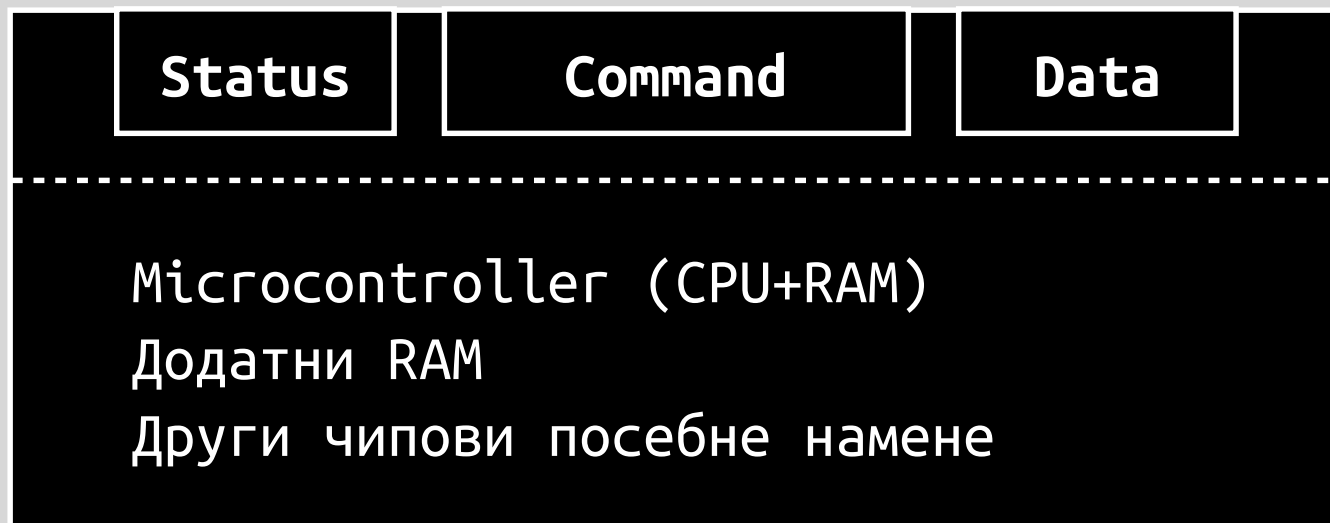 Status Command Data
Microcontroller (CPU+RAM)
Додатни RAM
Други чипови посебне намене